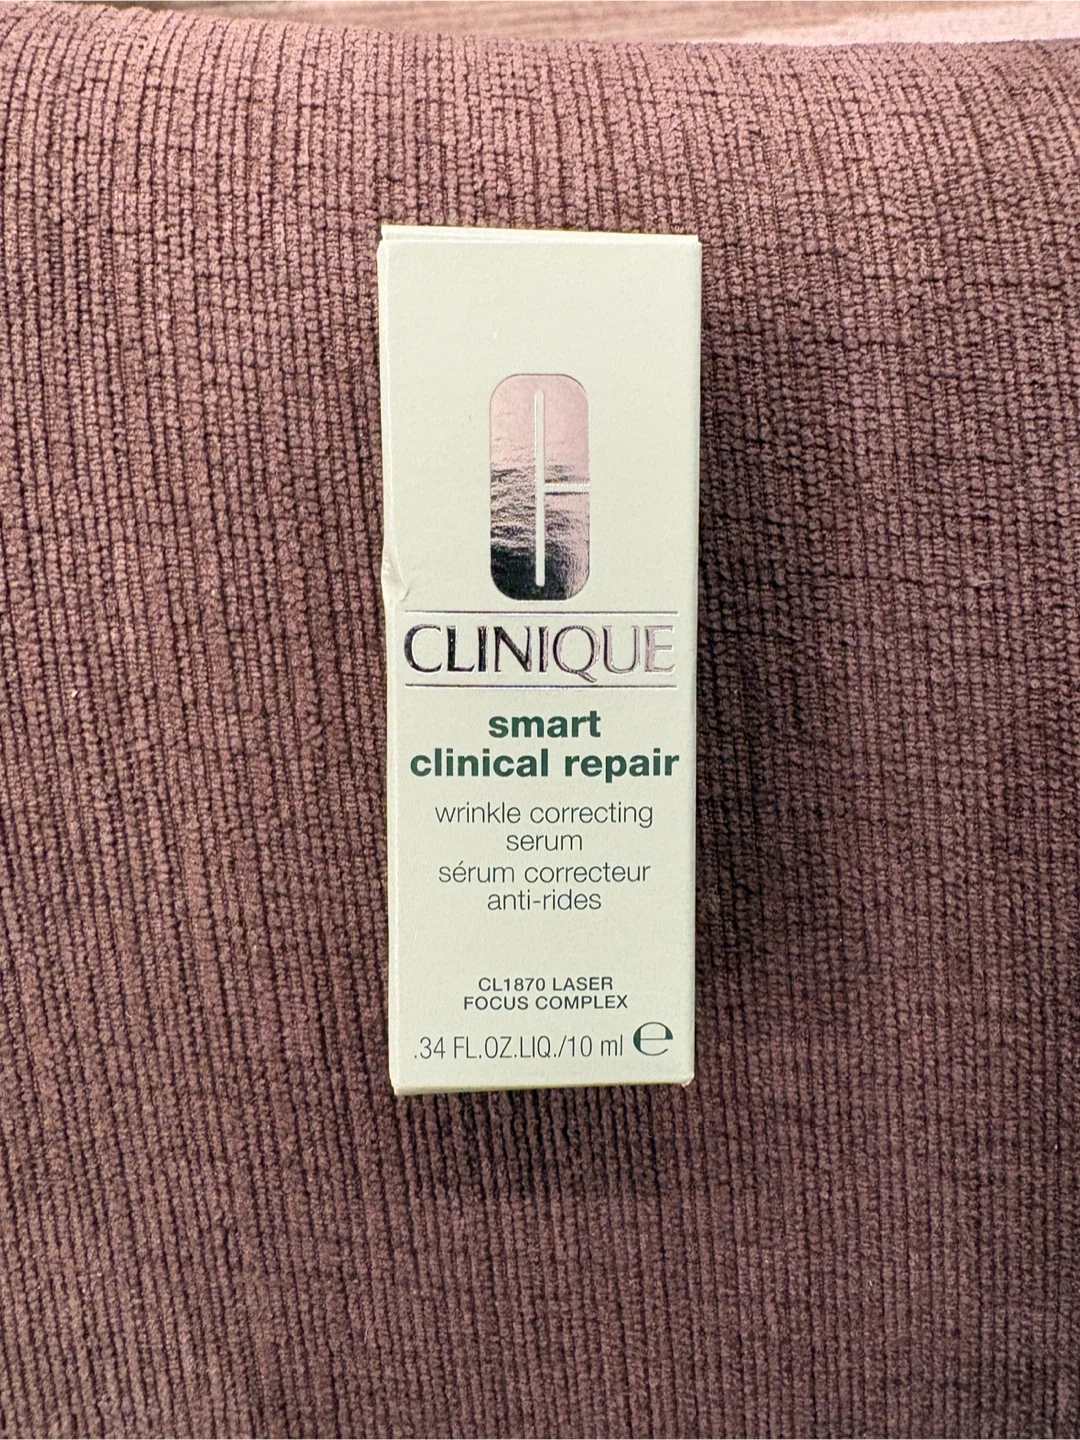 CLINIQUE
smart
clinical repair
wrinkle correcting
serum
sérum correcteur
anti-rides
CL1870 LASER
FOCUS COMPLEX
.34 FL.OZ.LIQ./10 ml ℮